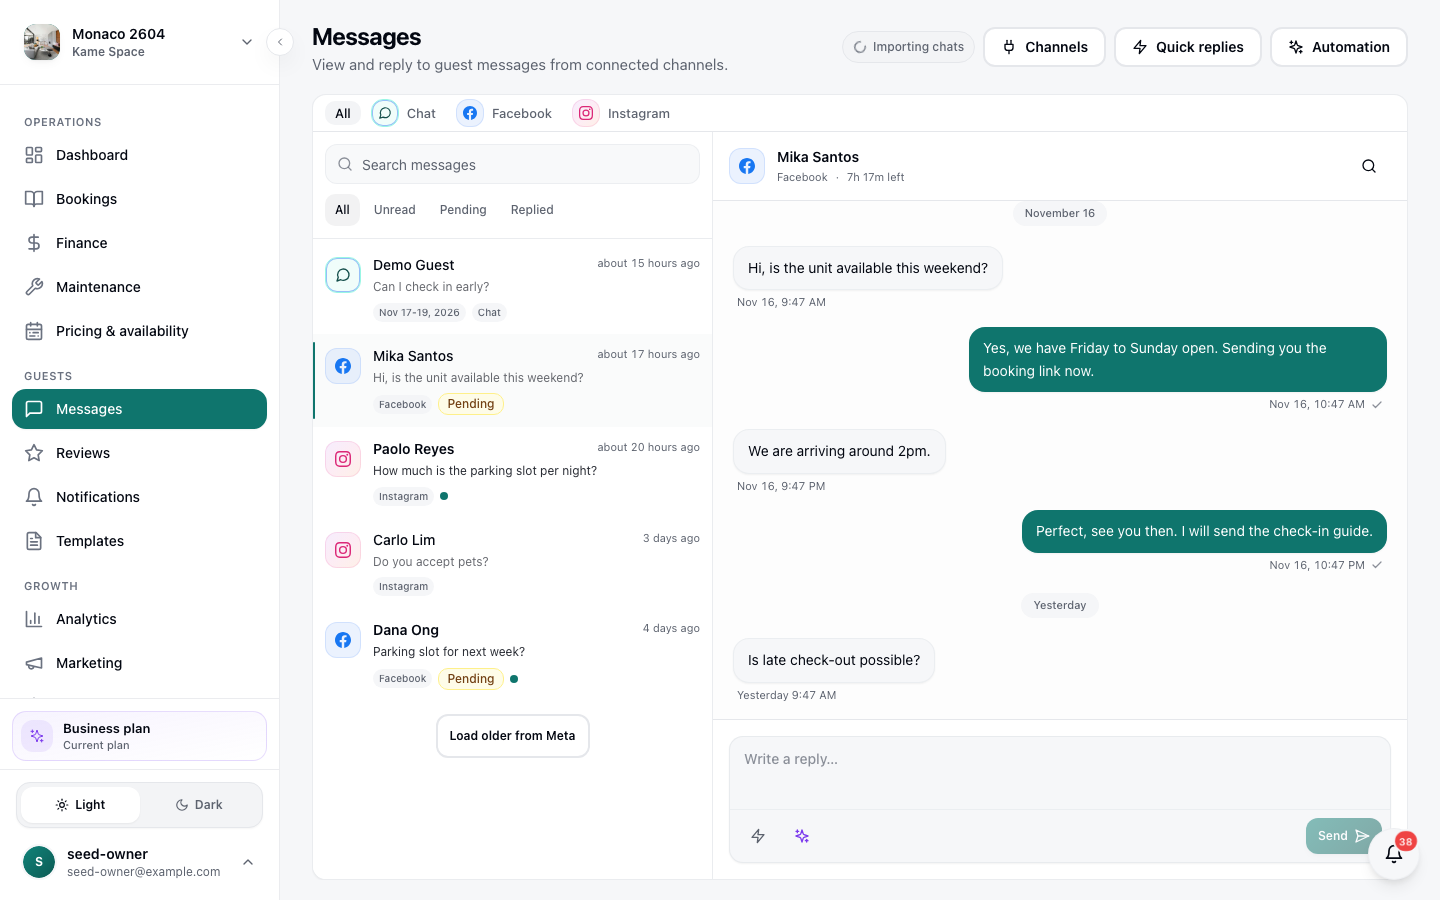 Monaco 2604
Kame Space
OPERATIONS
Dashboard
Bookings
Finance
Maintenance
Pricing & availability
GUESTS
Messages
Reviews
Notifications
Templates
GROWTH
Analytics
Marketing
Business plan
Current plan
Light
Dark
S
seed-owner
seed-owner@example.com
Messages
View and reply to guest messages from connected channels.
Importing chats
Channels
Quick replies
Automation
All
Chat
Facebook
Instagram
Search messages
All
Unread
Pending
Replied
Demo Guest
about 15 hours ago
Can I check in early?
Nov 17-19, 2026
Chat
Mika Santos
about 17 hours ago
Hi, is the unit available this weekend?
Facebook
Pending
Paolo Reyes
about 20 hours ago
How much is the parking slot per night?
Instagram
Carlo Lim
3 days ago
Do you accept pets?
Instagram
Dana Ong
4 days ago
Parking slot for next week?
Facebook
Pending
Load older from Meta
Mika Santos
Facebook · 7h 17m left
November 16
Hi, is the unit available this weekend?
Nov 16, 9:47 AM
Yes, we have Friday to Sunday open. Sending you the
booking link now.
Nov 16, 10:47 AM
We are arriving around 2pm.
Nov 16, 9:47 PM
Perfect, see you then. I will send the check-in guide.
Nov 16, 10:47 PM
Yesterday
Is late check-out possible?
Yesterday 9:47 AM
Write a reply...
Send
38